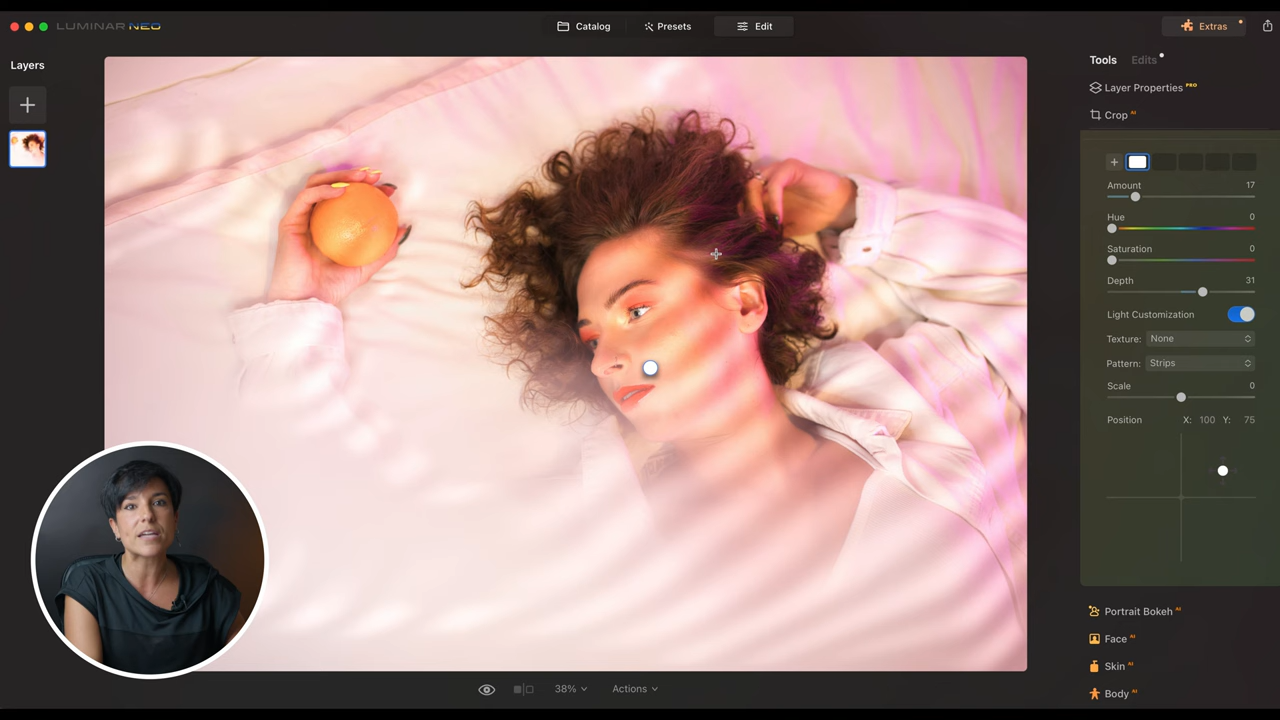 LUMINAR NEO
Catalog
Presets
Edit
Extras
Layers
Tools
Edits
Layer Properties PRO
Crop AI
Amount 17
Hue 0
Saturation 0
Depth 31
Light Customization
Texture: None
Pattern: Strips
Scale 0
Position X: 100 Y: 75
Portrait Bokeh AI
Face AI
Skin AI
Body AI
38%
Actions